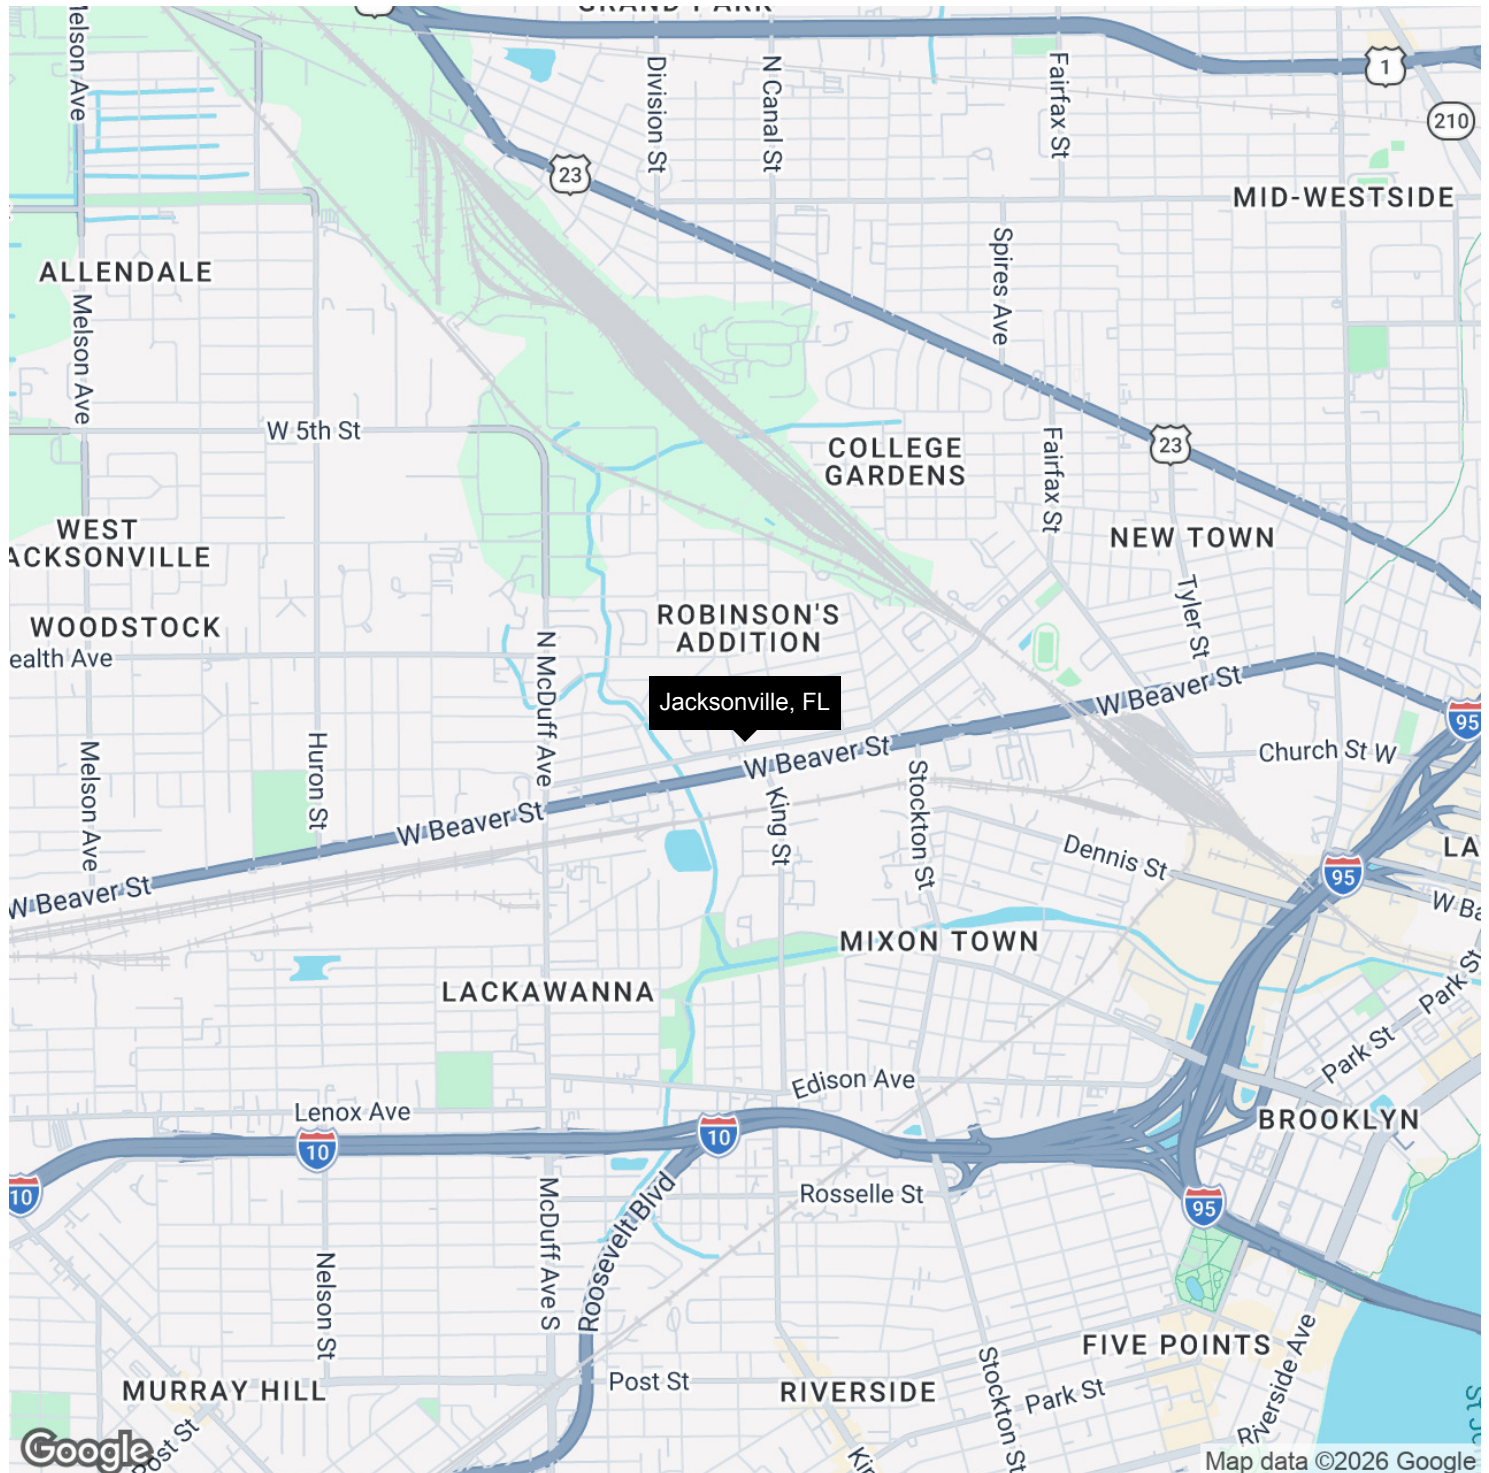 GRAND PARK
Melson Ave
Division St
N Canal St
Fairfax St
1
210
23
MID-WESTSIDE
ALLENDALE
Spires Ave
Melson Ave
W 5th St
COLLEGE
GARDENS
23
Fairfax St
WEST
ACKSONVILLE
NEW TOWN
Tyler St
ROBINSON'S
ADDITION
WOODSTOCK
ealth Ave
N McDuff Ave
Jacksonville, FL
W Beaver St
95
Melson Ave
Huron St
W Beaver St
Church St W
Stockton St
King St
W Beaver St
Dennis St
LA
95
W Beaver St
W Ba
MIXON TOWN
Park St
LACKAWANNA
Park St
Edison Ave
Lenox Ave
BROOKLYN
10
10
10
Rosselle St
95
McDuff Ave S
Roosevelt Blvd
Nelson St
FIVE POINTS
Riverside Ave
Post St
MURRAY HILL
RIVERSIDE
Park St
Stockton St
Post St
Google
Map data ©2026 Google